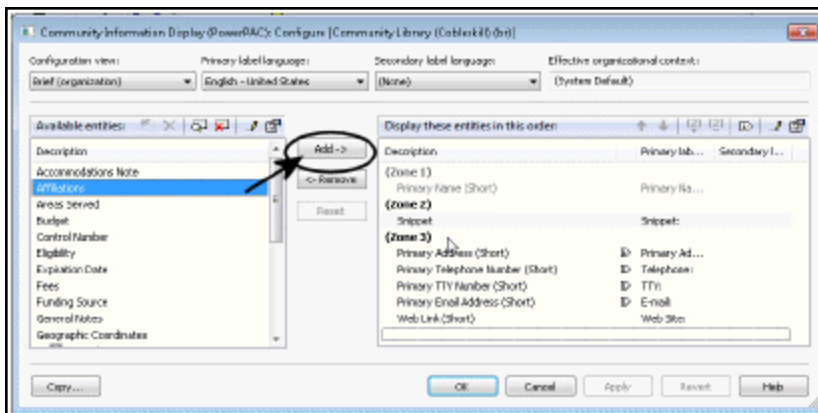 Community Information Display (PowerPAC): Configure [Community Library (Cobleskill) (br)]
Configuration view: Primary label language: Secondary label language: Effective organizational context:
Brief (organization) English - United States (None) (System Default)
Available entities: Display these entities in this order:
Description Add -> Description Primary lab... Secondary l...
Accommodations Note (Zone 1)
Affiliations <- Remove Primary Name (Short) Primary Na...
Areas Served (Zone 2)
Budget Reset Snippet Snippet:
Control Number (Zone 3)
Eligibility Primary Address (Short) Primary Ad...
Expiration Date Primary Telephone Number (Short) Telephone:
Fees Primary TTY Number (Short) TTY:
Funding Source Primary Email Address (Short) E-mail:
General Notes Web Link (Short) Web Site:
Geographic Coordinates
Copy... OK Cancel Apply Revert Help